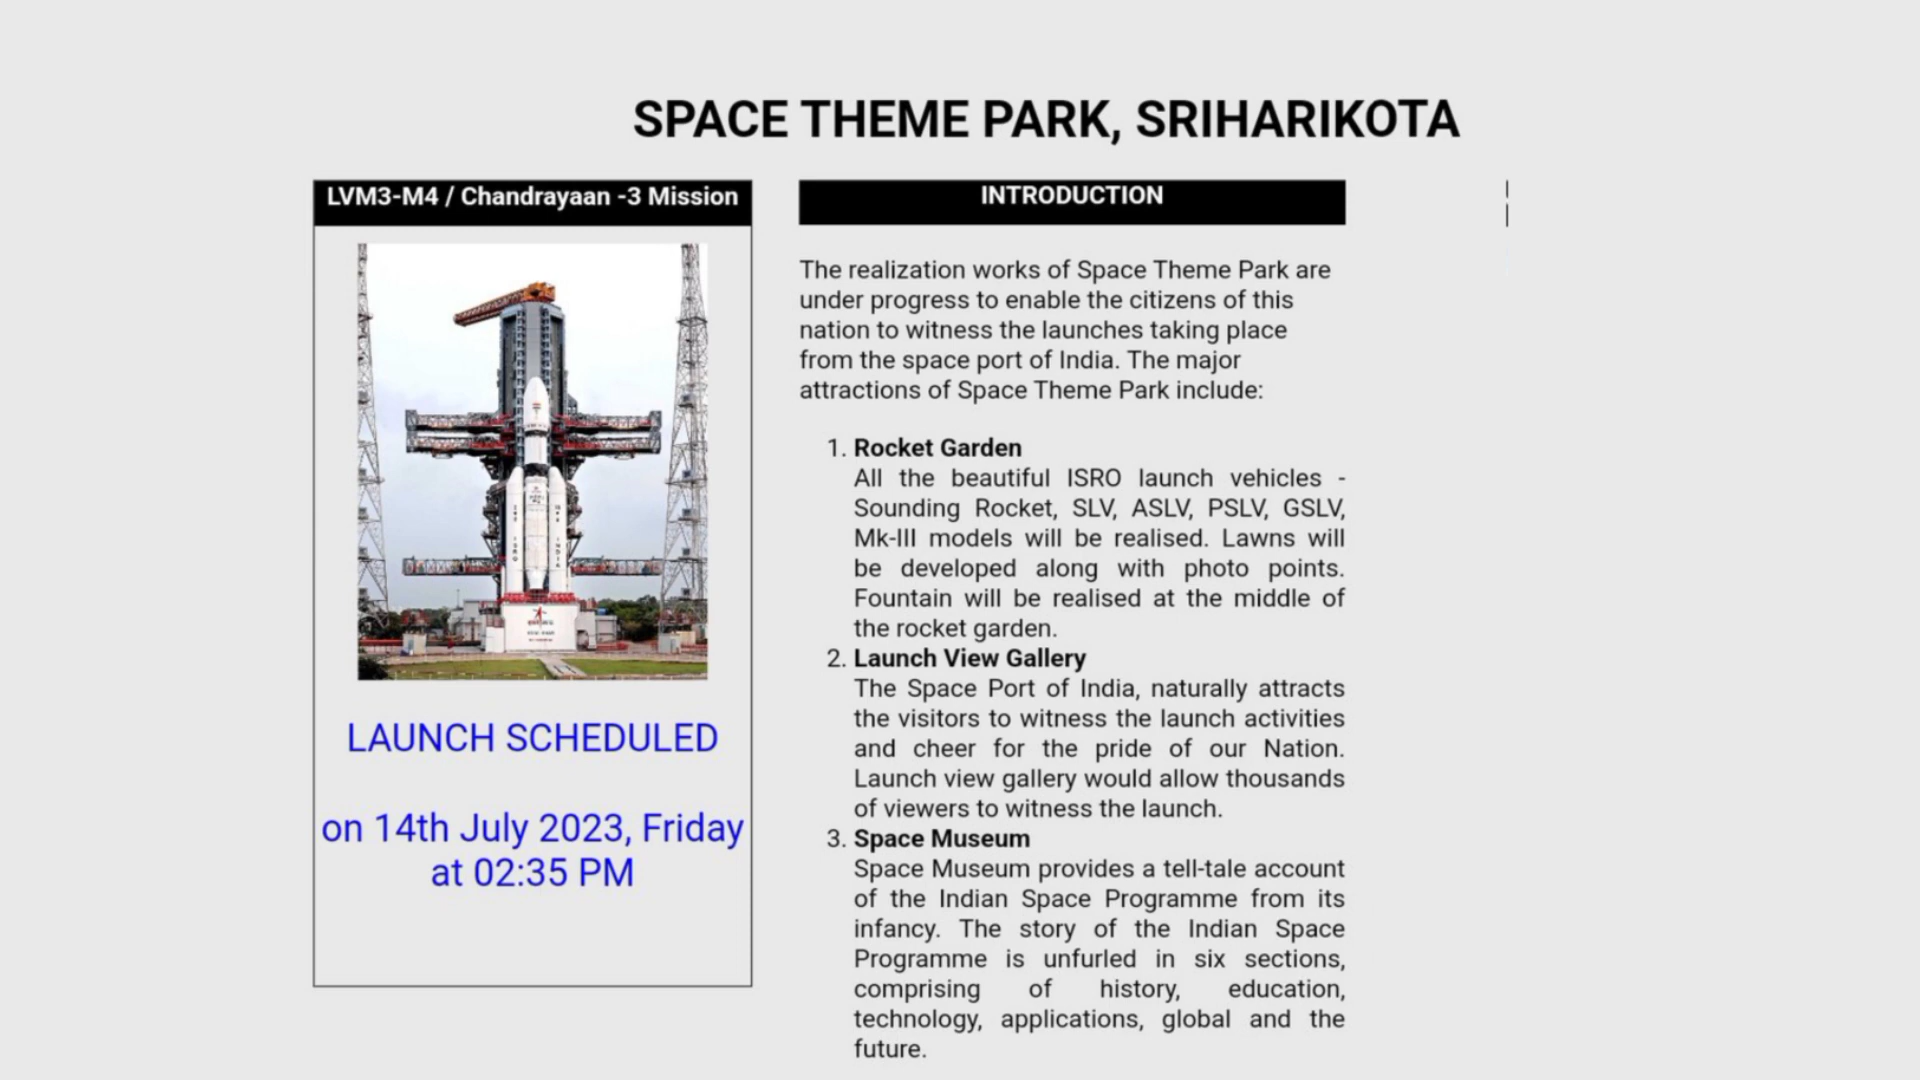 SPACE THEME PARK, SRIHARIKOTA
LVM3-M4 / Chandrayaan -3 Mission
LAUNCH SCHEDULED
on 14th July 2023, Friday
at 02:35 PM
INTRODUCTION
The realization works of Space Theme Park are
under progress to enable the citizens of this
nation to witness the launches taking place
from the space port of India. The major
attractions of Space Theme Park include:
1. Rocket Garden
All the beautiful ISRO launch vehicles -
Sounding Rocket, SLV, ASLV, PSLV, GSLV,
Mk-III models will be realised. Lawns will
be developed along with photo points.
Fountain will be realised at the middle of
the rocket garden.
2. Launch View Gallery
The Space Port of India, naturally attracts
the visitors to witness the launch activities
and cheer for the pride of our Nation.
Launch view gallery would allow thousands
of viewers to witness the launch.
3. Space Museum
Space Museum provides a tell-tale account
of the Indian Space Programme from its
infancy. The story of the Indian Space
Programme is unfurled in six sections,
comprising of history, education,
technology, applications, global and the
future.